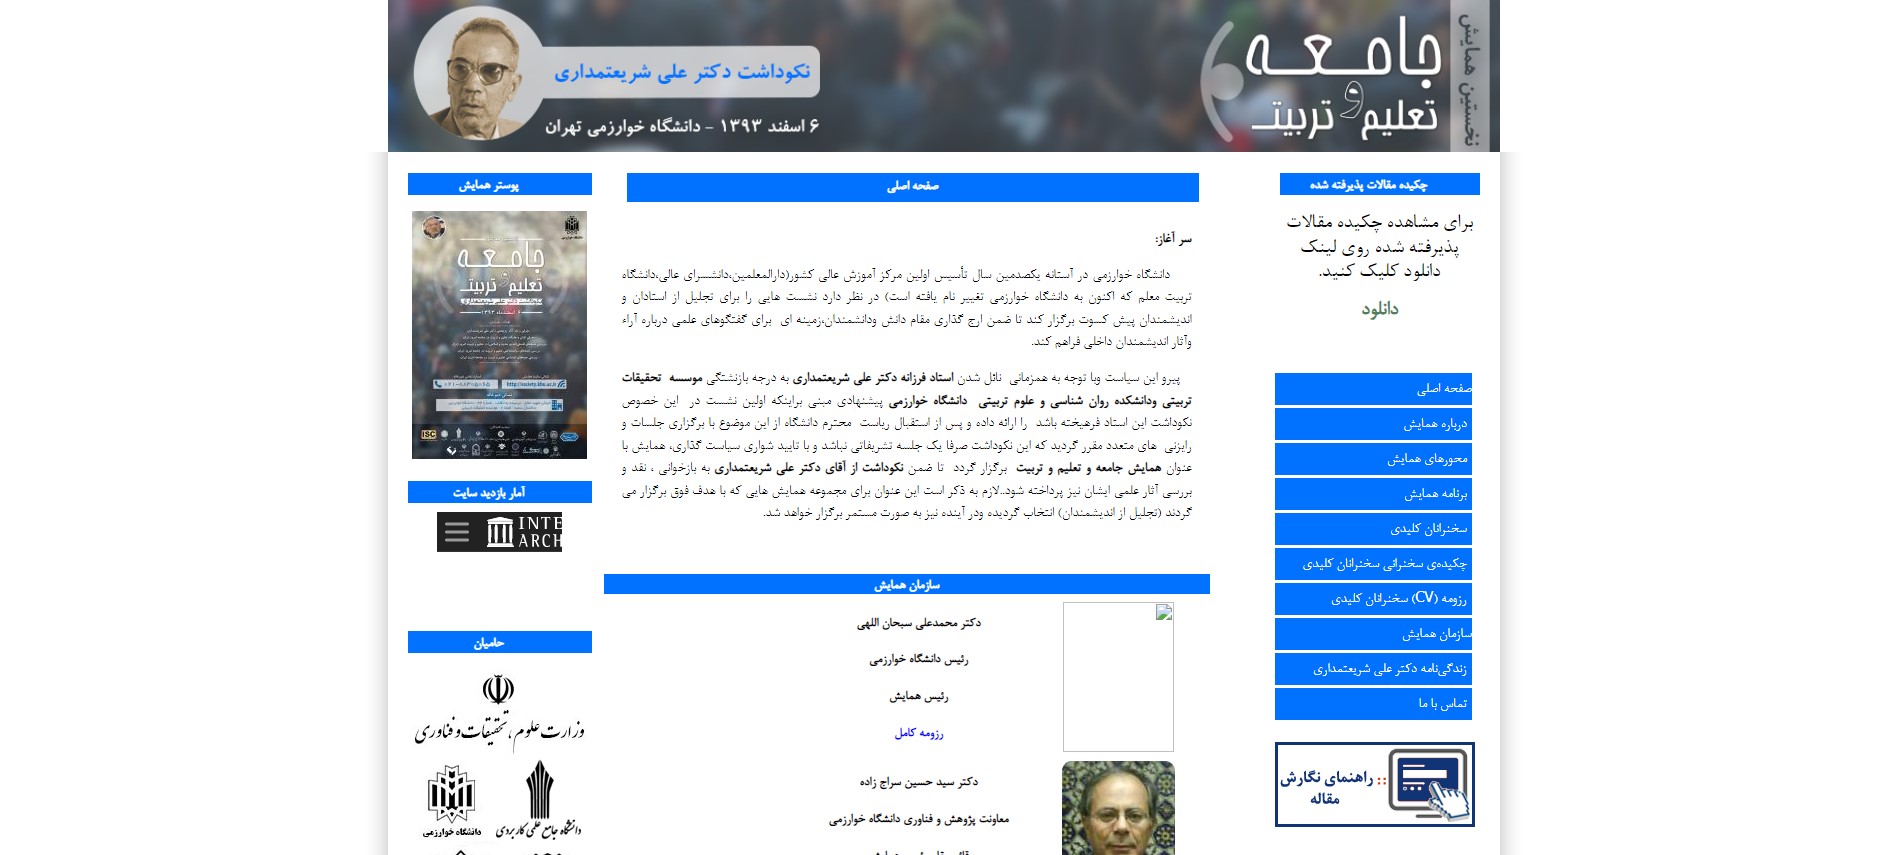 نخستین همایش
جامعه
و
تعلیم تربیت
نکوداشت دکتر علی شریعتمداری
۶ اسفند ۱۳۹۳ - دانشگاه خوارزمی تهران
چکیده مقالات پذیرفته شده
برای مشاهده چکیده مقالات
پذیرفته شده روی لینک
دانلود کلیک کنید.
دانلود
صفحه اصلی
درباره همایش
محورهای همایش
برنامه همایش
سخنرانان کلیدی
چکیده‌ی سخنرانی سخنرانان کلیدی
رزومه (CV) سخنرانان کلیدی
سازمان همایش
زندگی‌نامه دکتر علی شریعتمداری
تماس با ما
:: راهنمای نگارش
مقاله
صفحه اصلی
سر آغاز:
دانشگاه خوارزمی در آستانه یکصدمین سال تأسیس اولین مرکز آموزش عالی کشور(دارالمعلمین،دانشسرای عالی،دانشگاه
تربیت معلم که اکنون به دانشگاه خوارزمی تغییر نام یافته است) در نظر دارد نشست هایی را برای تجلیل از استادان و
اندیشمندان پیش کسوت برگزار کند تا ضمن ارج گذاری مقام دانش ودانشمندان،زمینه ای برای گفتگوهای علمی درباره آراء
وآثار اندیشمندان داخلی فراهم کند.
پیرو این سیاست وبا توجه به همزمانی نائل شدن استاد فرزانه دکتر علی شریعتمداری به درجه بازنشتگی موسسه تحقیقات
تربیتی ودانشکده روان شناسی و علوم تربیتی دانشگاه خوارزمی پیشنهادی مبنی براینکه اولین نشست در این خصوص
نکوداشت این استاد فرهیخته باشد را ارائه داده و پس از استقبال ریاست محترم دانشگاه از این موضوع با برگزاری جلسات و
رایزنی های متعدد مقرر گردید که این نکوداشت صرفا یک جلسه تشریفاتی نباشد و با تایید شواری سیاست گذاری، همایش با
عنوان همایش جامعه و تعلیم و تربیت برگزار گردد تا ضمن نکوداشت از آقای دکتر علی شریعتمداری به بازخوانی ، نقد و
بررسی آثار علمی ایشان نیز پرداخته شود..لازم به ذکر است این عنوان برای مجموعه همایش هایی که با هدف فوق برگزار می
گردند (تجلیل از اندیشمندان) انتخاب گردیده ودر آینده نیز به صورت مستمر برگزار خواهد شد.
سازمان همایش
دکتر محمدعلی سبحان اللهی
رئیس دانشگاه خوارزمی
رئیس همایش
رزومه کامل
دکتر سید حسین سراج زاده
معاونت پژوهش و فناوری دانشگاه خوارزمی
پوستر همایش
جامعه
تعلیم و تربیت
نکوداشت دکتر علی شریعتمداری
۶ اسفند ماه ۱۳۹۳
ISC
آمار بازدید سایت
INTE
ARCH
حامیان
وزارت علوم، تحقیقات و فناوری
دانشگاه جامع علمی کاربردی
دانشگاه خوارزمی